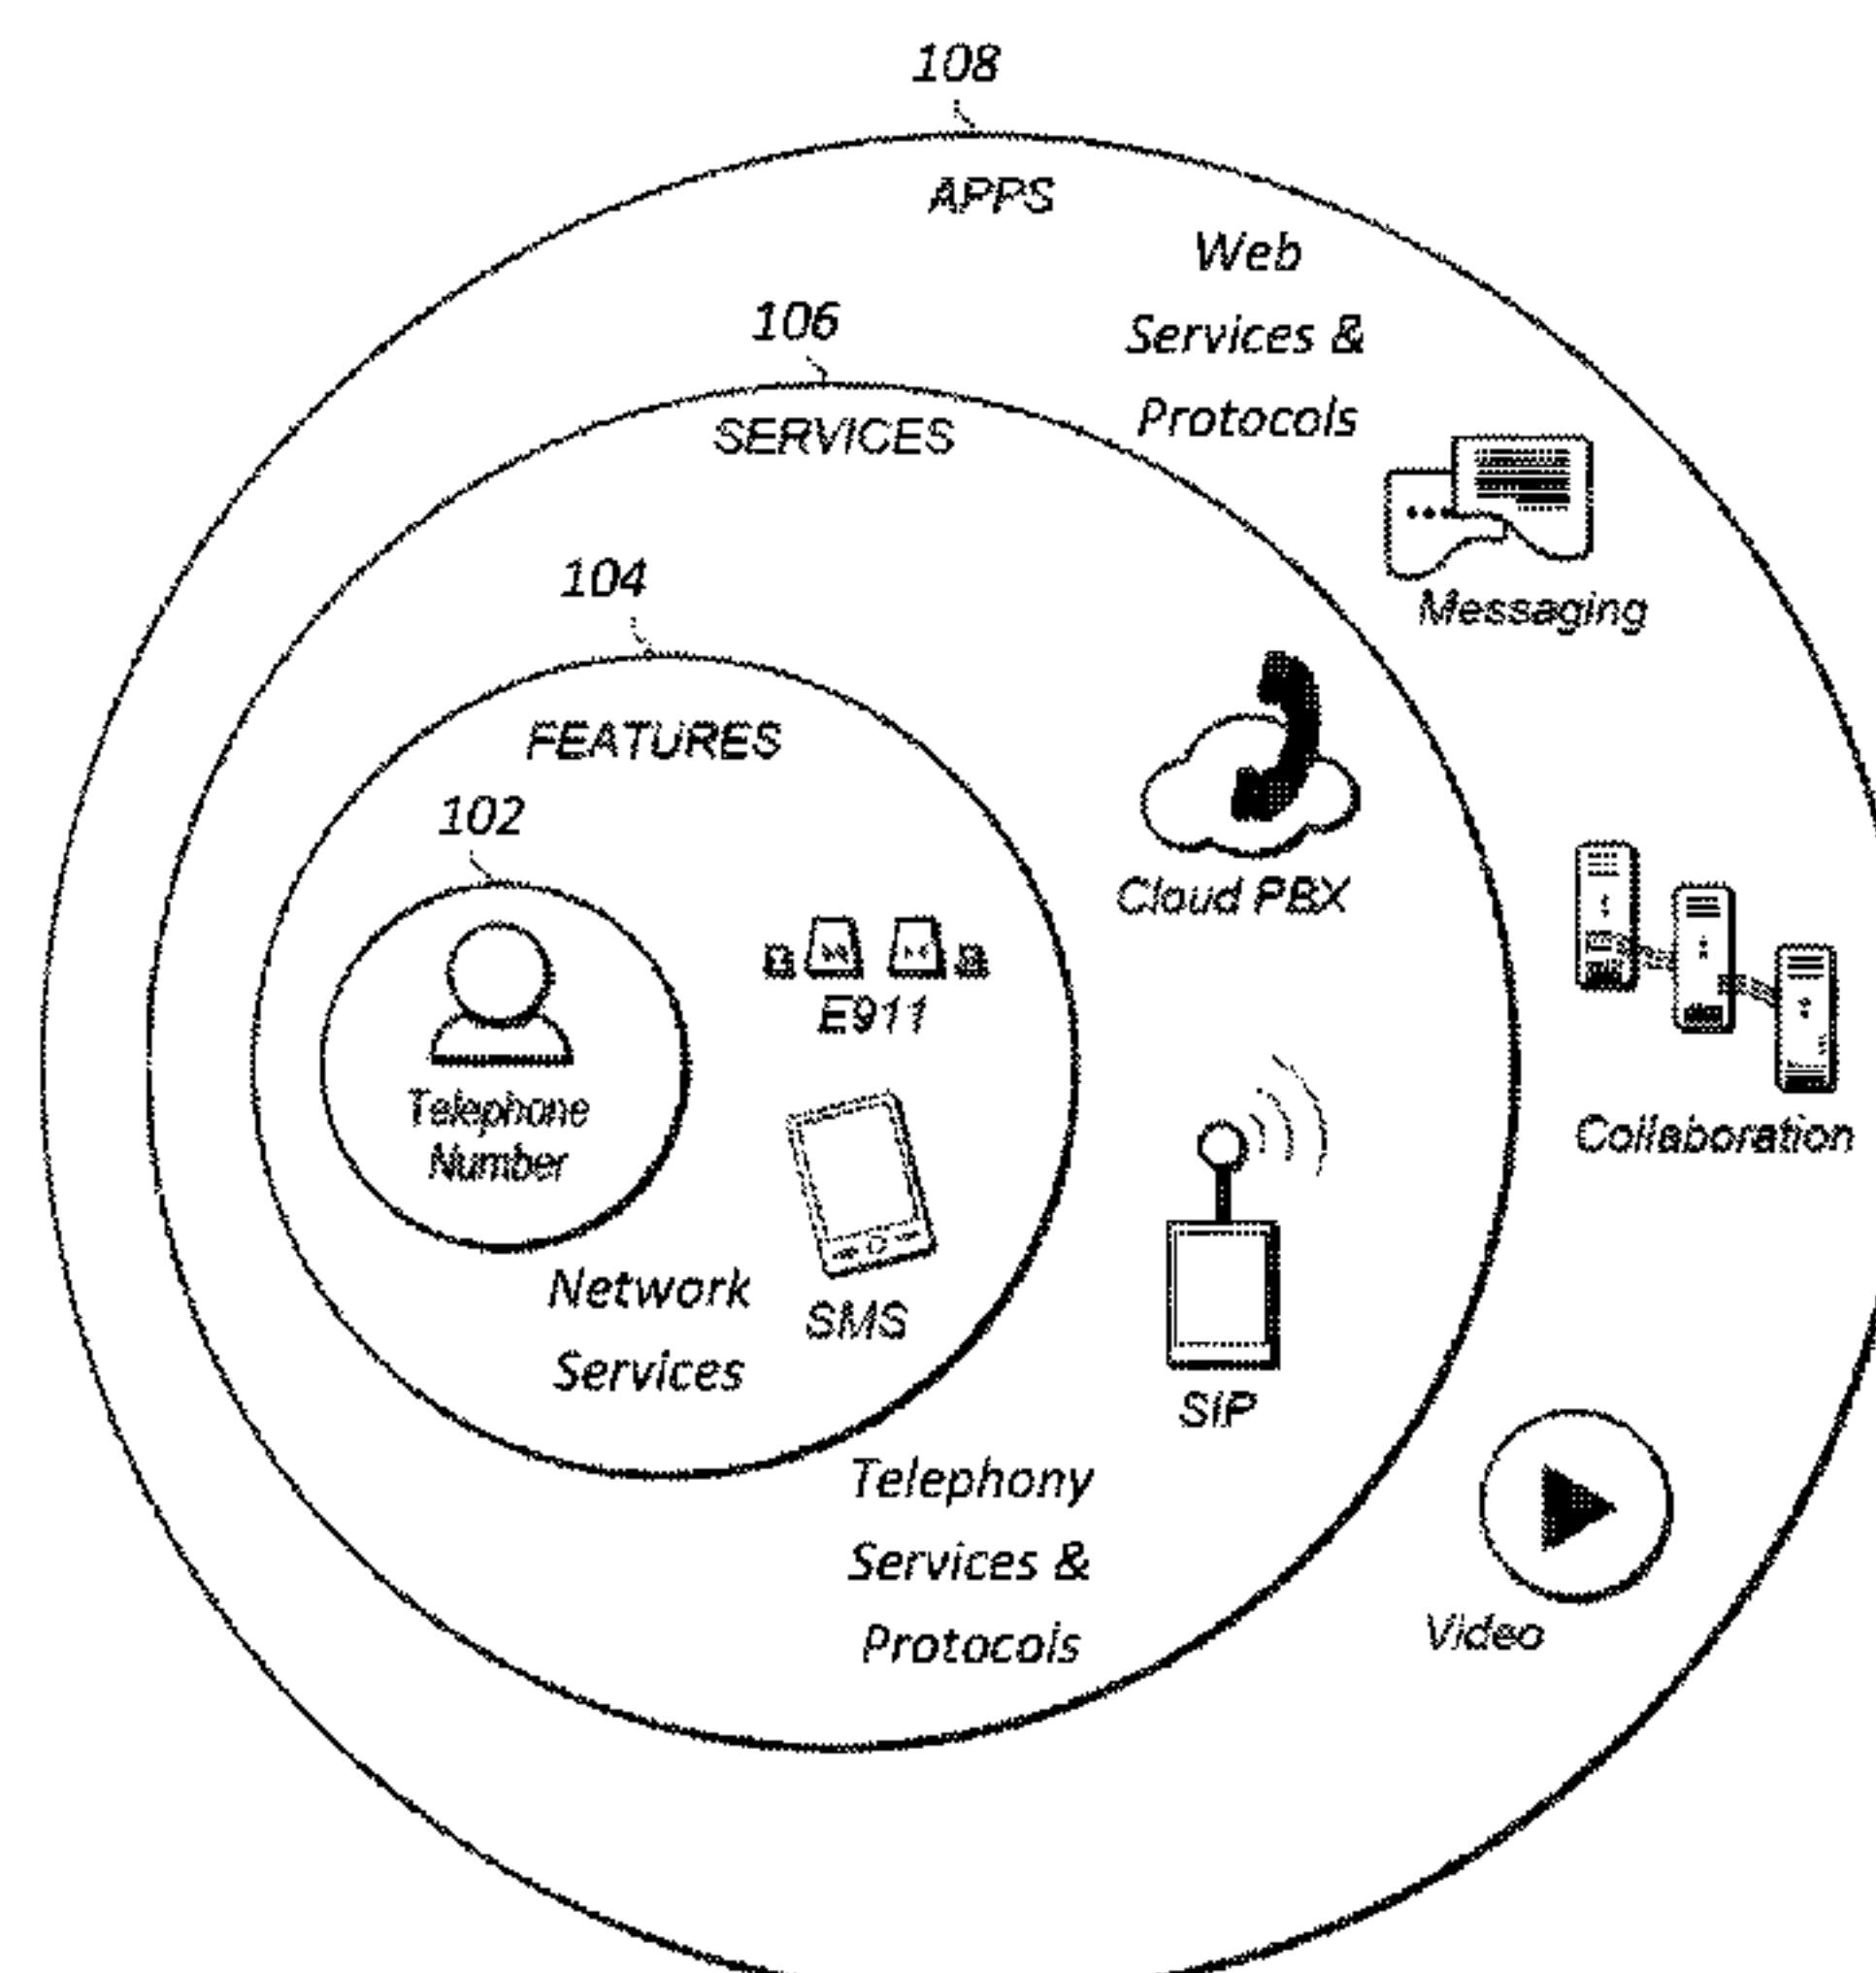 108
APPS
Web
Services &
Protocols
106
SERVICES
Messaging
104
FEATURES
Cloud PBX
102
E911
Collaboration
Telephone
Number
Network
Services
SMS
SIP
Telephony
Services &
Protocols
Video